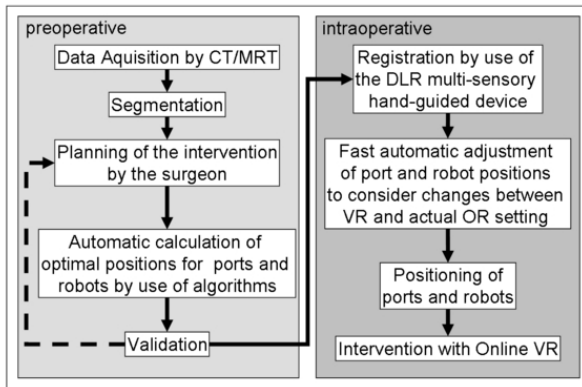 preoperative
Data Aquisition by CT/MRT
Segmentation
Planning of the intervention
by the surgeon
Automatic calculation of
optimal positions for ports and
robots by use of algorithms
Validation
intraoperative
Registration by use of
the DLR multi-sensory
hand-guided device
Fast automatic adjustment
of port and robot positions
to consider changes between
VR and actual OR setting
Positioning of
ports and robots
Intervention with Online VR